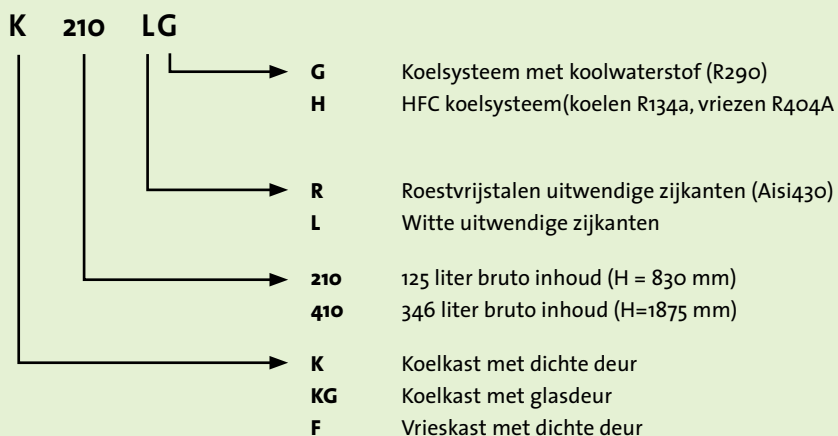 K 210 LG
G Koelsysteem met koolwaterstof (R290)
H HFC koelsysteem(koelen R134a, vriezen R404A
R Roestvrijstalen uitwendige zijkanten (Aisi430)
L Witte uitwendige zijkanten
210 125 liter bruto inhoud (H = 830 mm)
410 346 liter bruto inhoud (H=1875 mm)
K Koelkast met dichte deur
KG Koelkast met glasdeur
F Vrieskast met dichte deur